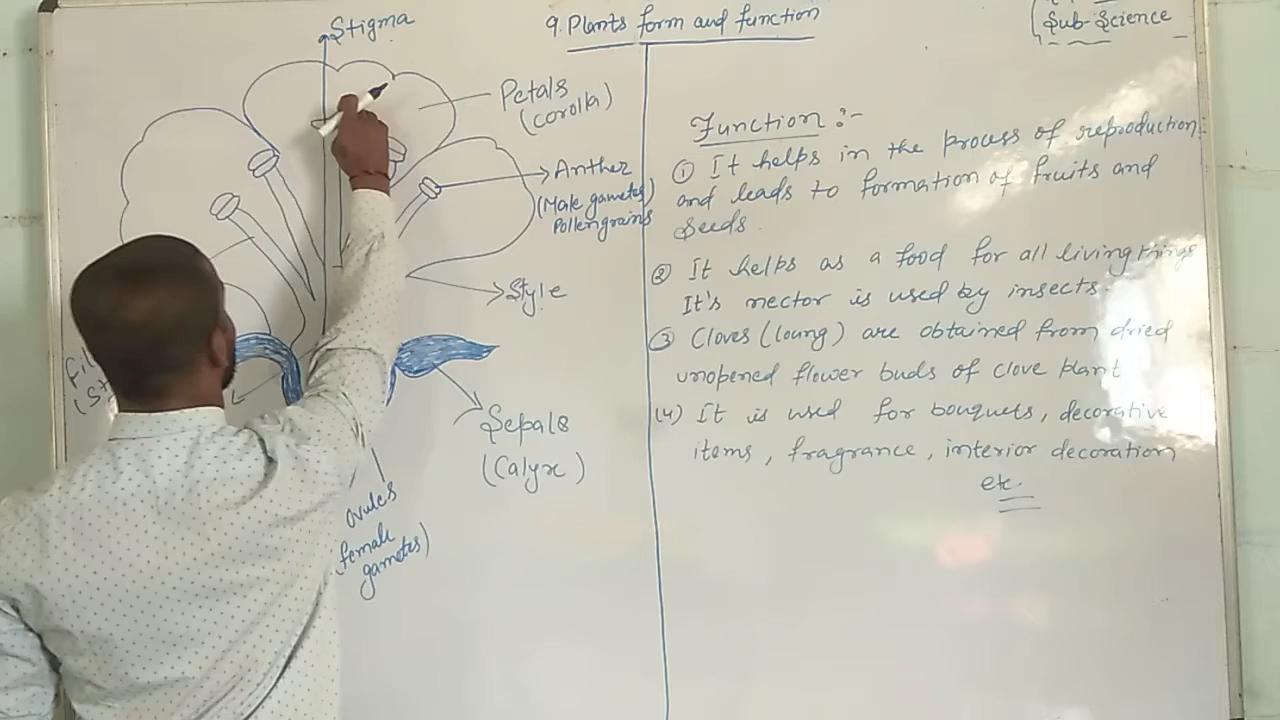 9. Plants form and function
Sub-Science
Stigma
Petals
(corolla)
Anther
(Male gametes)
Pollengrains
Style
Sepals
(Calyx)
ovules
female
gametes)
Function :-
① It helps in the process of reproduction
and leads to formation of fruits and
Seeds.
② It helps as a food for all living things
It's nector is used by insects.
③ Cloves (loung) are obtained from dried
unopened flower buds of clove plant
(4) It is used for bouquets, decorative
items, fragrance, interior decoration
etc.